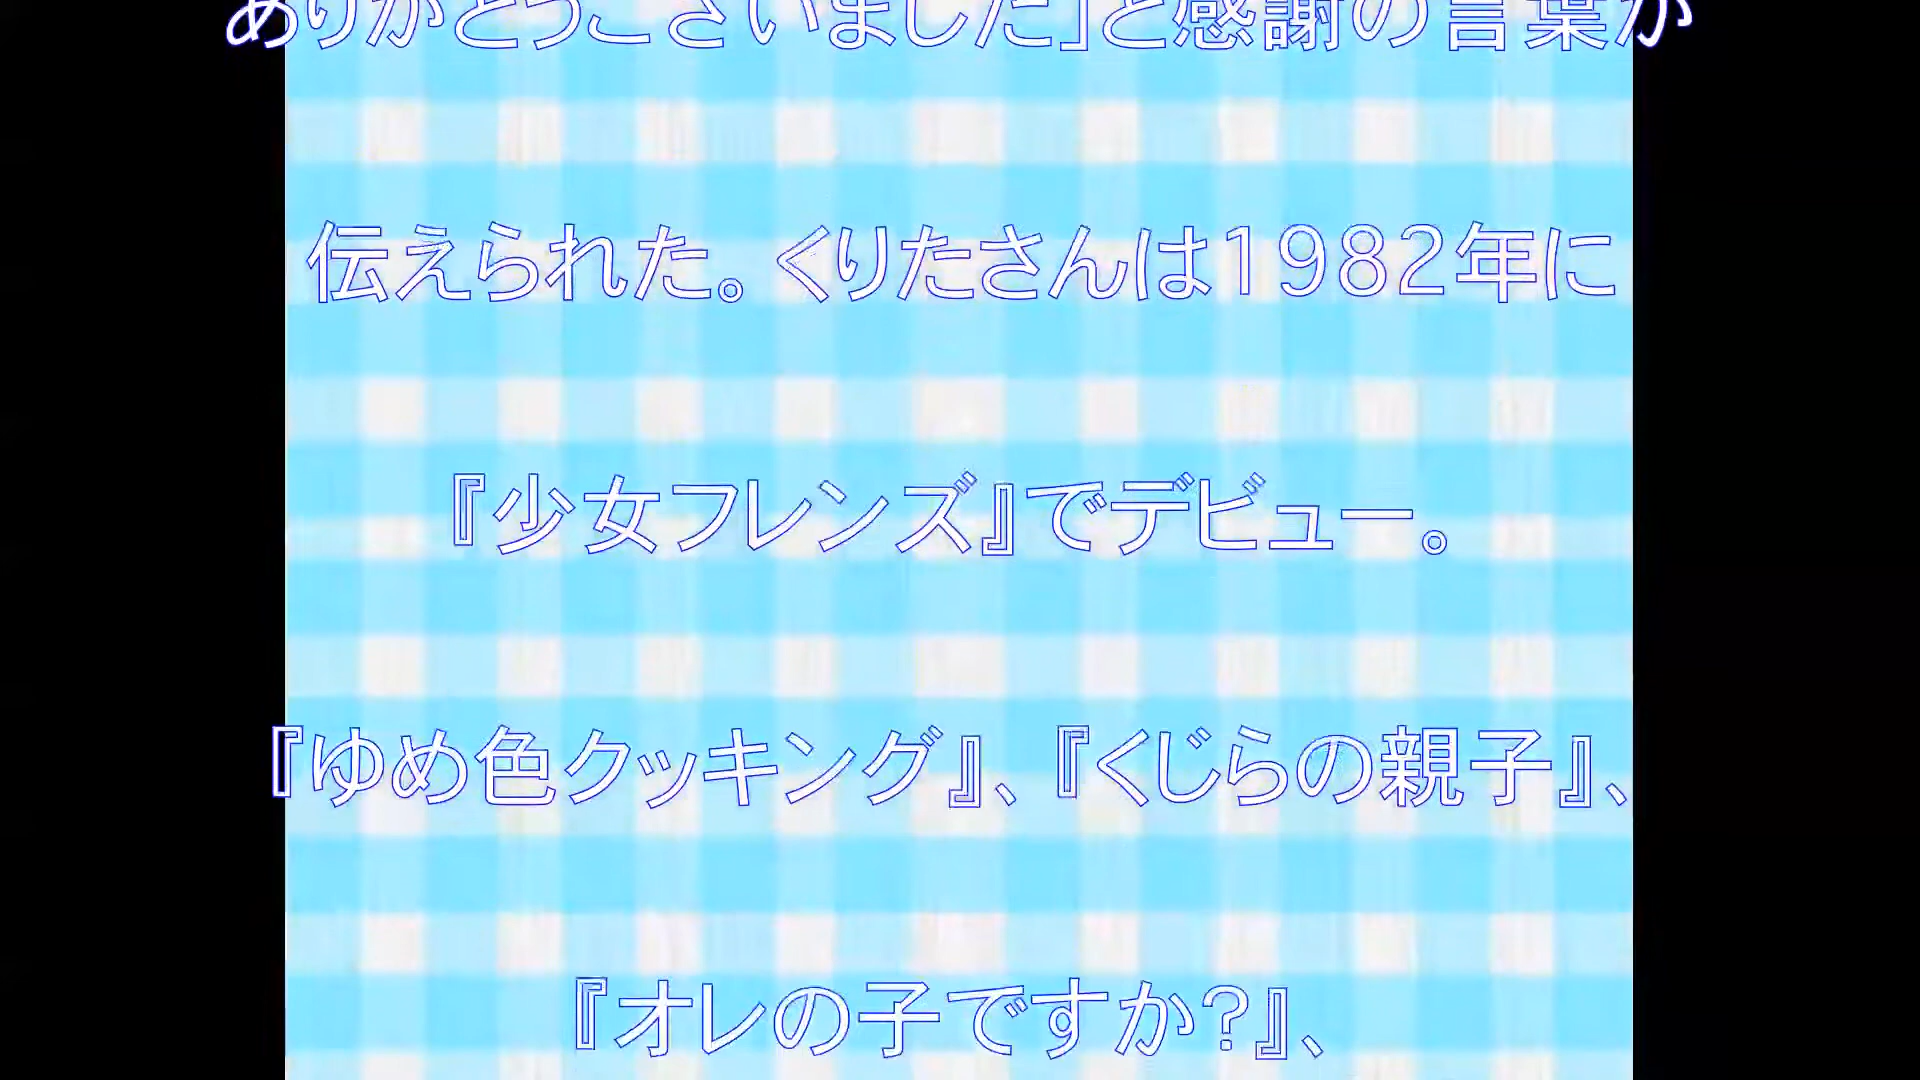 ありがとうございました」と感謝の言葉が
伝えられた。くりたさんは1982年に
『少女フレンズ』でデビュー。
『ゆめ色クッキング』、『くじらの親子』、
『オレの子ですか?』、